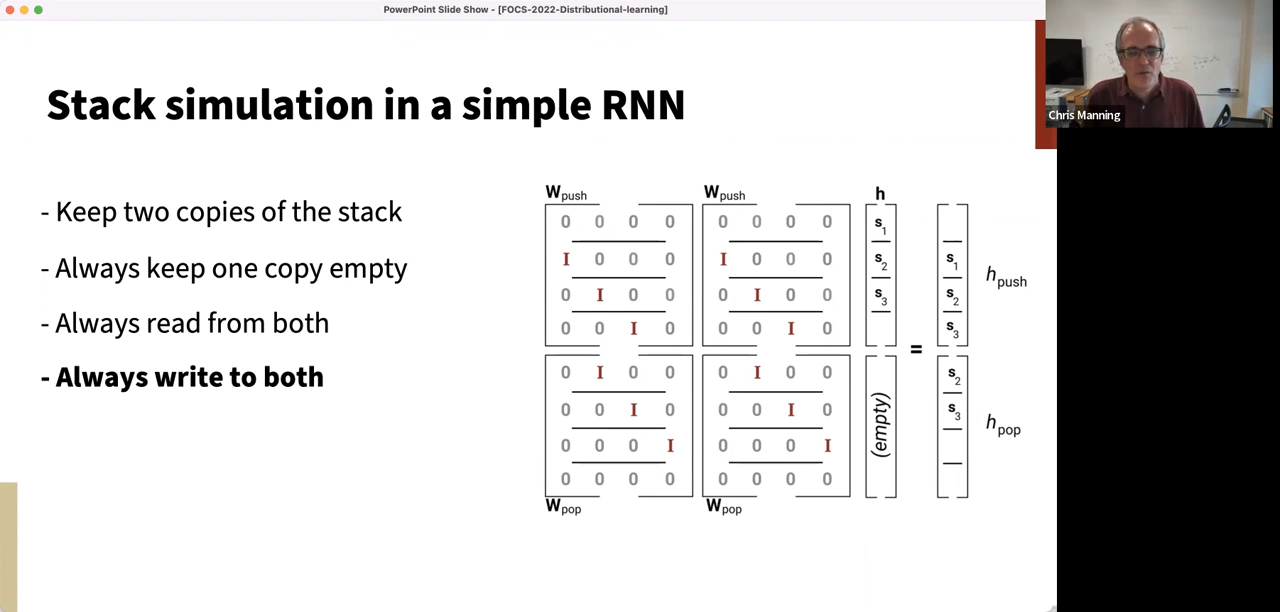 PowerPoint Slide Show - [FOCS-2022-Distributional-learning]
Stack simulation in a simple RNN
Chris Manning
- Keep two copies of the stack
- Always keep one copy empty
- Always read from both
- Always write to both
Wpush Wpush h
0 0 0 0 0 0 0 0 s1
I 0 0 0 I 0 0 0 s2 s1
0 I 0 0 0 I 0 0 s3 s2
0 0 I 0 0 0 I 0 s3
hpush
=
0 I 0 0 0 I 0 0 s2
0 0 I 0 0 0 I 0 s3
0 0 0 I 0 0 0 I
0 0 0 0 0 0 0 0
(empty)
hpop
Wpop Wpop